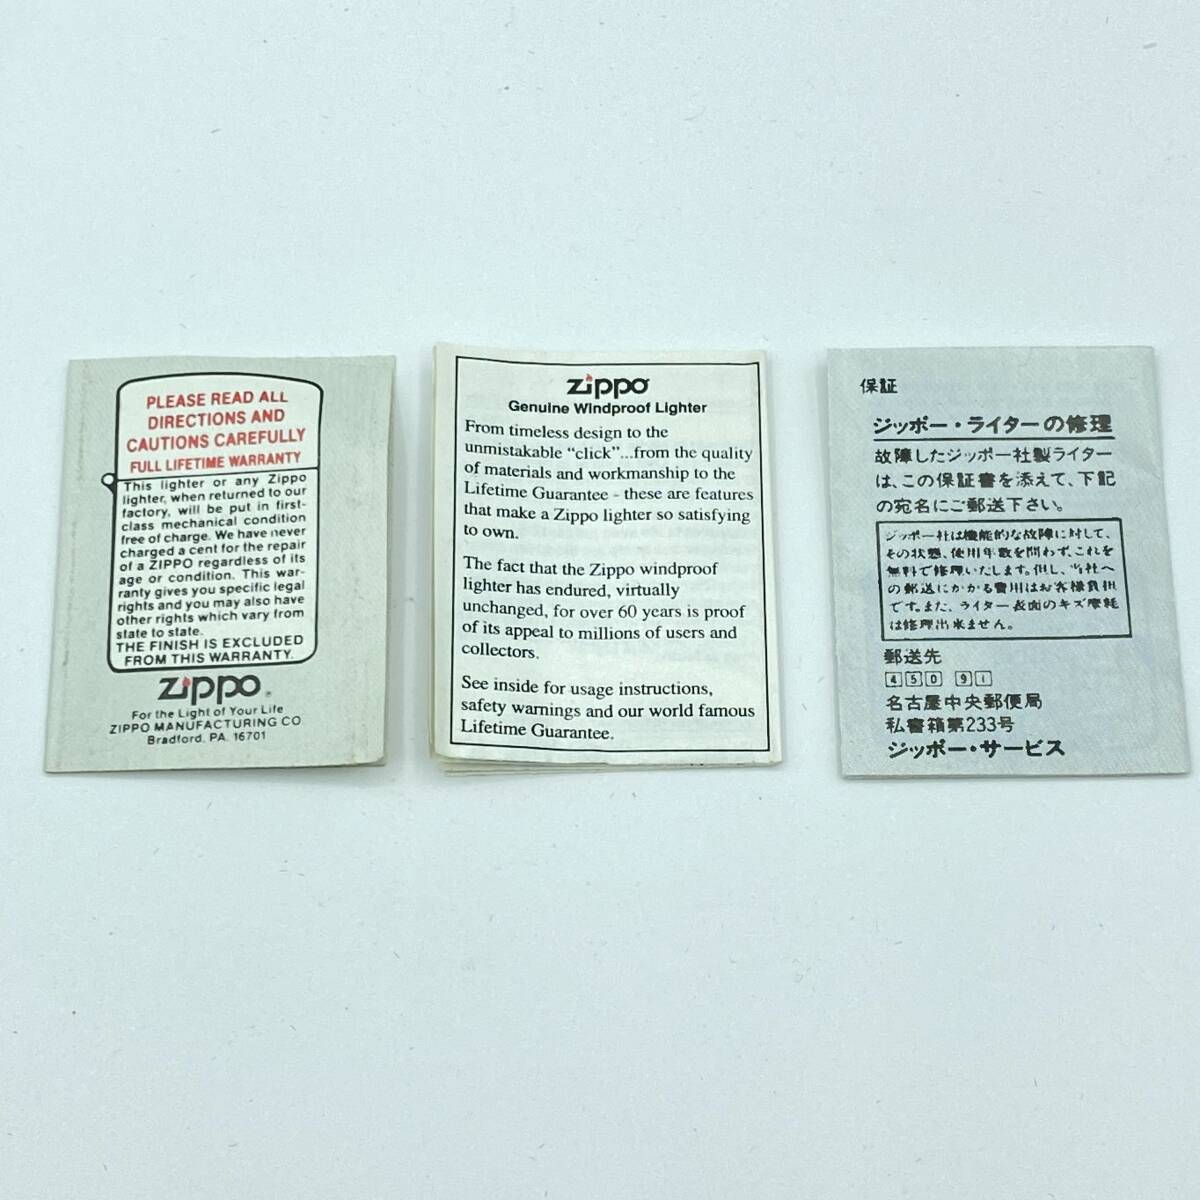 PLEASE READ ALL
DIRECTIONS AND
CAUTIONS CAREFULLY
FULL LIFETIME WARRANTY
This lighter or any Zippo
lighter, when returned to our
factory, will be put in first-
class mechanical condition
free of charge. We have never
charged a cent for the repair
of a ZIPPO regardless of its
age or condition. This war-
ranty gives you specific legal
rights and you may also have
other rights which vary from
state to state.
THE FINISH IS EXCLUDED
FROM THIS WARRANTY.
Zippo®
For the Light of Your Life
ZIPPO MANUFACTURING CO
Bradford, PA. 16701
Zippo
Genuine Windproof Lighter
From timeless design to the
unmistakable “click”...from the quality
of materials and workmanship to the
Lifetime Guarantee - these are features
that make a Zippo lighter so satisfying
to own.
The fact that the Zippo windproof
lighter has endured, virtually
unchanged, for over 60 years is proof
of its appeal to millions of users and
collectors.
See inside for usage instructions,
safety warnings and our world famous
Lifetime Guarantee.
保証
ジッポー・ライターの修理
故障したジッポー社製ライター
は、この保証書を添えて、下記
の宛名にご郵送下さい。
ジッポー社は機能的な故障に対して、
その状態、使用年数を問わず、これを
無料で修理いたします。但し、当社へ
の郵送にかかる費用はお客様負担
です。また、ライター表面のキズ摩耗
は修理出来ません。
郵送先
450 91
名古屋中央郵便局
私書箱第233号
ジッポー・サービス